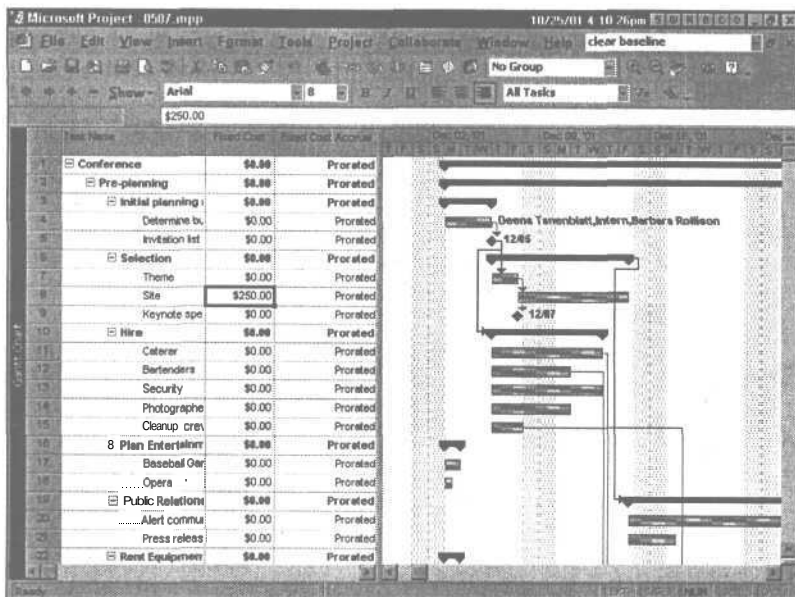 Microsoft Project - 0507.mpp 10/25/01 4 10 26pm
File Edit View Insert Format Tools Project Collaborate Window Help clear baseline
No Group
Show Arial 8 B I U All Tasks
$250.00
Task Name Fixed Cost Fixed Cost Accrual Dec 02, '01 Dec 09, '01 Dec 16, '01
1 Conference $0.00 Prorated
2 Pre-planning $0.00 Prorated
3 Initial planning $0.00 Prorated
4 Determine bu $0.00 Prorated Deena Tanenblatt,Intern,Barbara Rollison
5 Invitation list $0.00 Prorated 12/05
6 Selection $0.00 Prorated
7 Theme $0.00 Prorated
8 Site $250.00 Prorated
9 Keynote spe $0.00 Prorated 12/07
10 Hire $0.00 Prorated
11 Caterer $0.00 Prorated
12 Bartenders $0.00 Prorated
13 Security $0.00 Prorated
14 Photographe $0.00 Prorated
15 Cleanup crew $0.00 Prorated
16 8 Plan Entertainm $0.00 Prorated
17 Baseball Gar $0.00 Prorated
18 Opera $0.00 Prorated
19 Public Relations $0.00 Prorated
20 Alert commu $0.00 Prorated
21 Press releas $0.00 Prorated
22 Rent Equipmen $0.00 Prorated
Gantt Chart
Ready